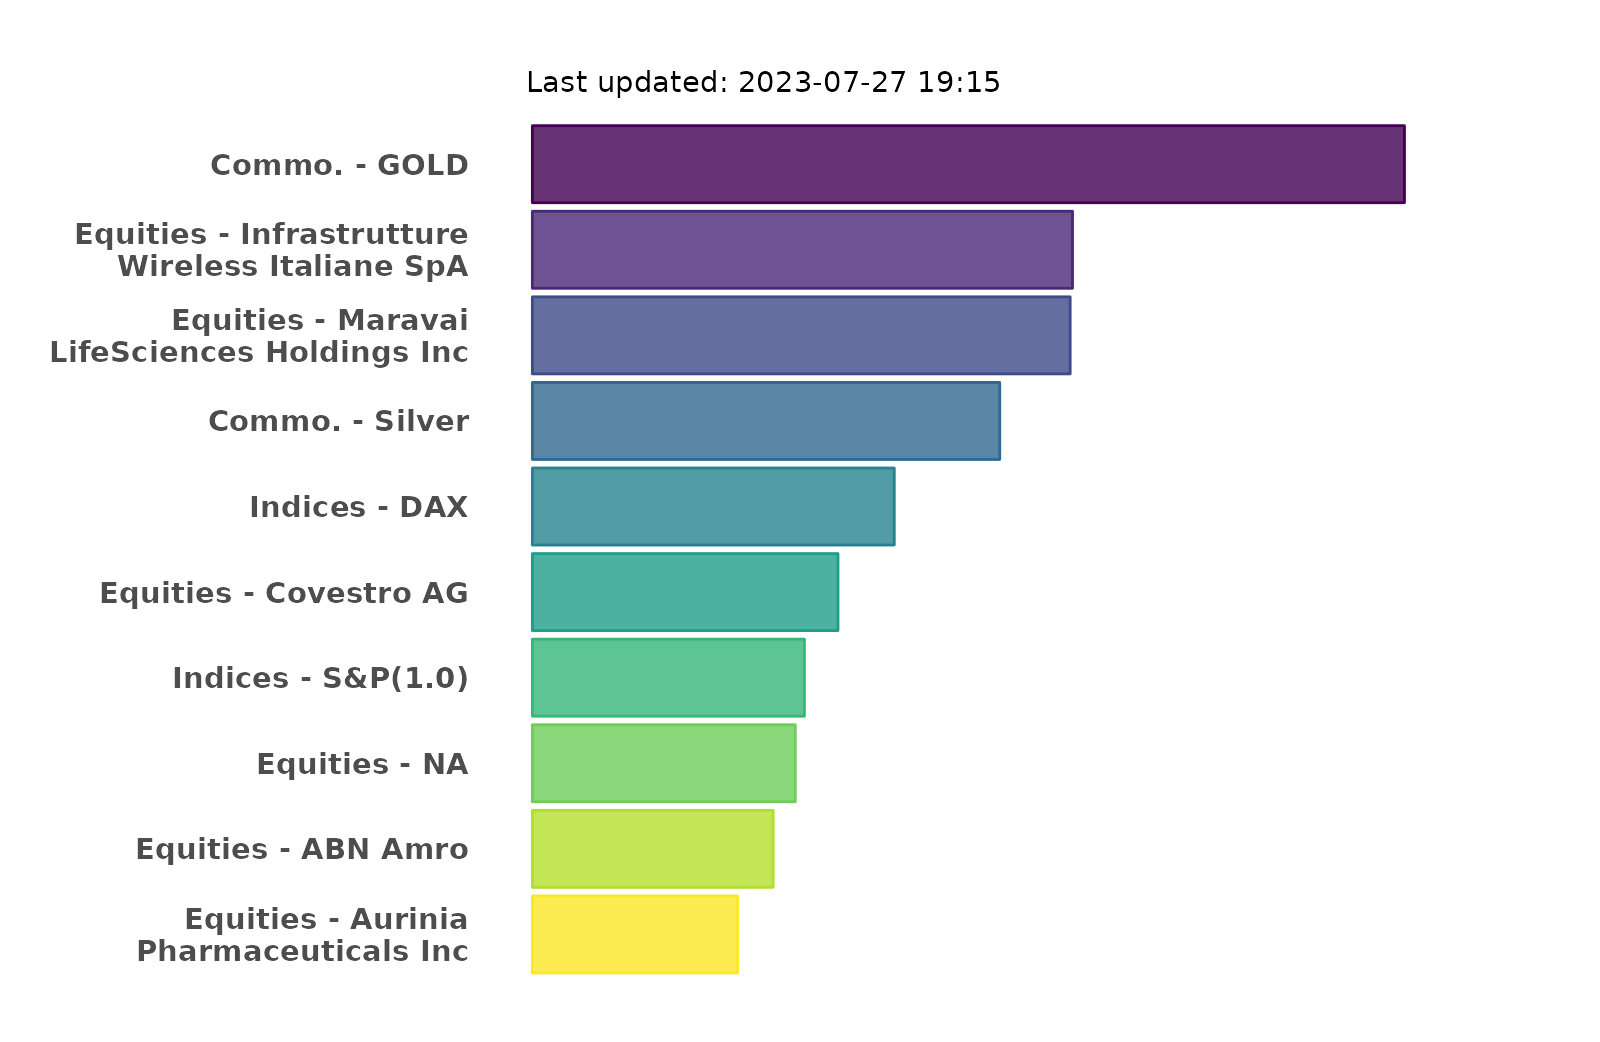 Last updated: 2023-07-27 19:15
Commo. - GOLD
Equities - Infrastrutture
Wireless Italiane SpA
Equities - Maravai
LifeSciences Holdings Inc
Commo. - Silver
Indices - DAX
Equities - Covestro AG
Indices - S&P(1.0)
Equities - NA
Equities - ABN Amro
Equities - Aurinia
Pharmaceuticals Inc